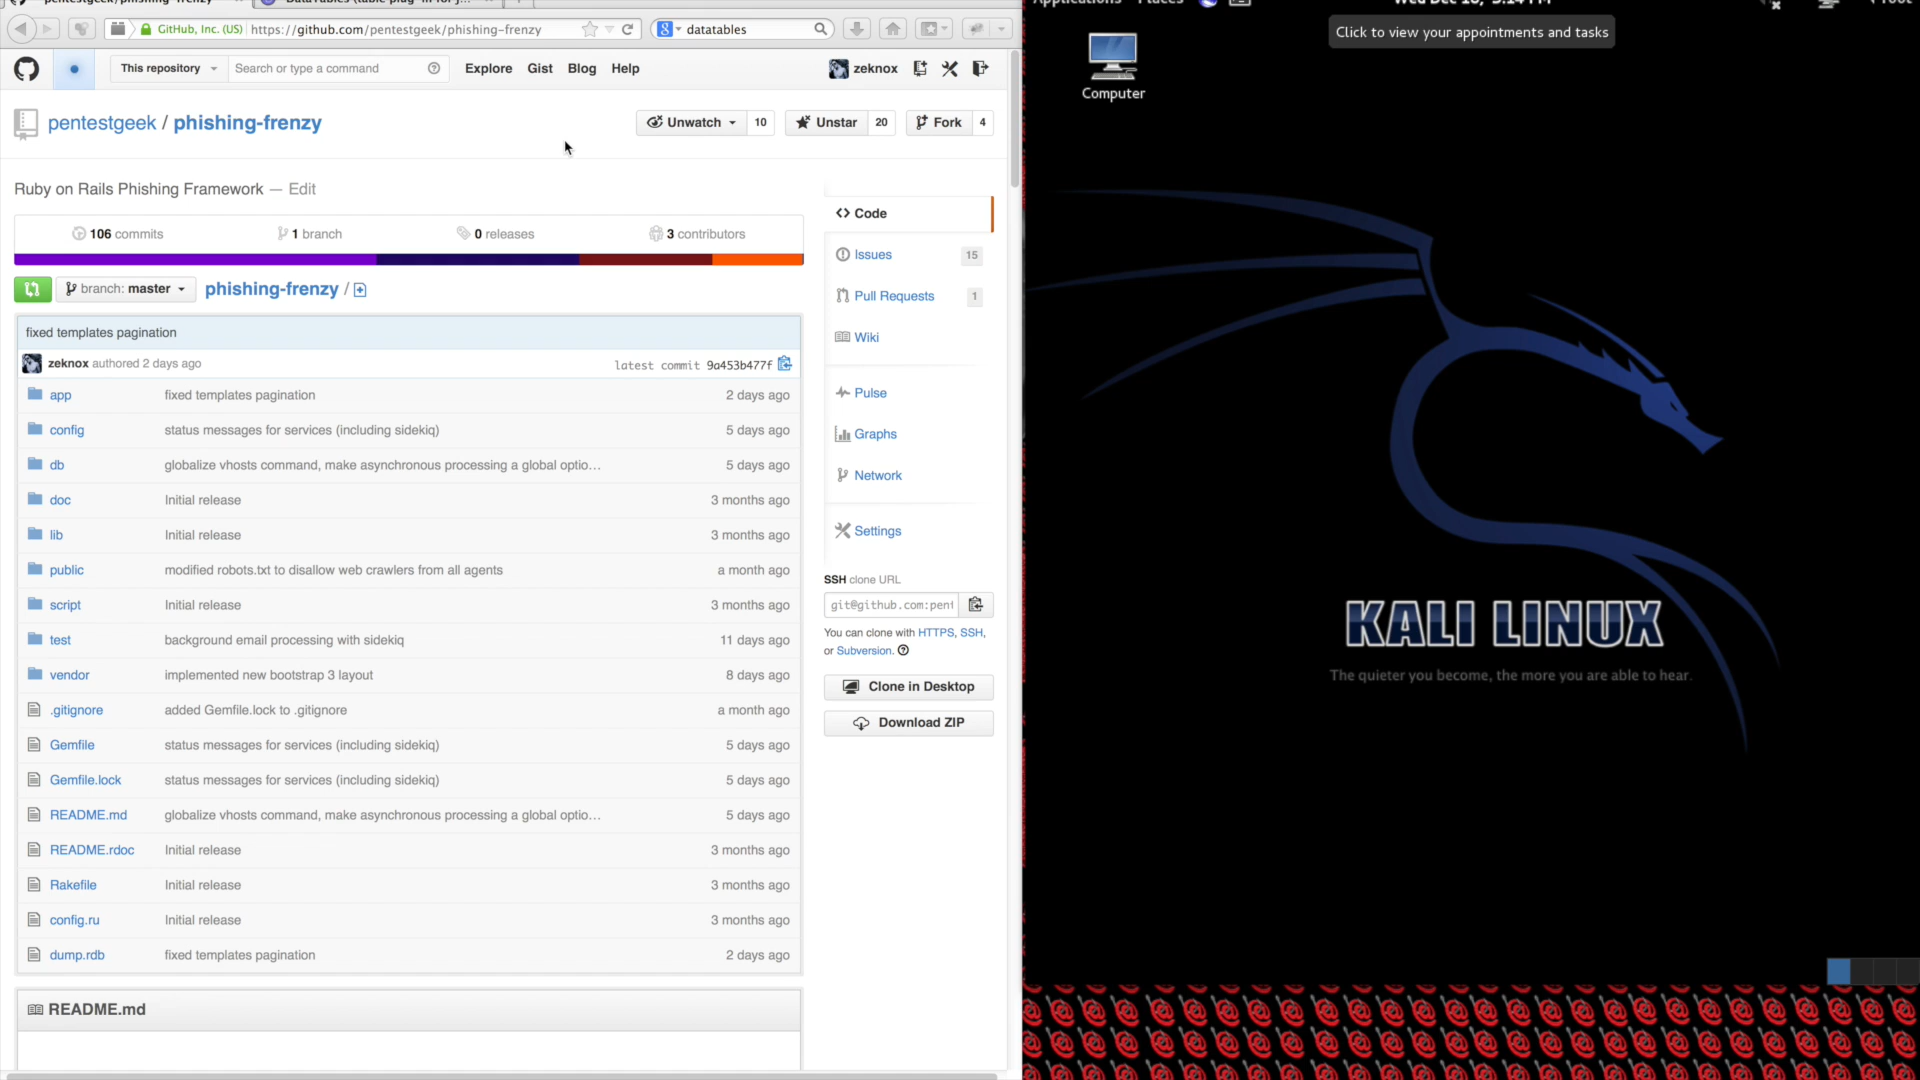 GitHub, Inc. (US)
https://github.com/pentestgeek/phishing-frenzy
datatables
This repository
Search or type a command
Explore
Gist
Blog
Help
zeknox
pentestgeek / phishing-frenzy
Unwatch
10
Unstar
20
Fork
4
Ruby on Rails Phishing Framework — Edit
106 commits
1 branch
0 releases
3 contributors
branch: master
phishing-frenzy /
fixed templates pagination
zeknox authored 2 days ago
latest commit 9a453b477f
app
fixed templates pagination
2 days ago
config
status messages for services (including sidekiq)
5 days ago
db
globalize vhosts command, make asynchronous processing a global optio…
5 days ago
doc
Initial release
3 months ago
lib
Initial release
3 months ago
public
modified robots.txt to disallow web crawlers from all agents
a month ago
script
Initial release
3 months ago
test
background email processing with sidekiq
11 days ago
vendor
implemented new bootstrap 3 layout
8 days ago
.gitignore
added Gemfile.lock to .gitignore
a month ago
Gemfile
status messages for services (including sidekiq)
5 days ago
Gemfile.lock
status messages for services (including sidekiq)
5 days ago
README.md
globalize vhosts command, make asynchronous processing a global optio…
5 days ago
README.rdoc
Initial release
3 months ago
Rakefile
Initial release
3 months ago
config.ru
Initial release
3 months ago
dump.rdb
fixed templates pagination
2 days ago
README.md
Code
Issues
15
Pull Requests
1
Wiki
Pulse
Graphs
Network
Settings
SSH clone URL
git@github.com:pent
You can clone with HTTPS, SSH,
or Subversion.
Clone in Desktop
Download ZIP
Click to view your appointments and tasks
Computer
KALI LINUX
The quieter you become, the more you are able to hear.